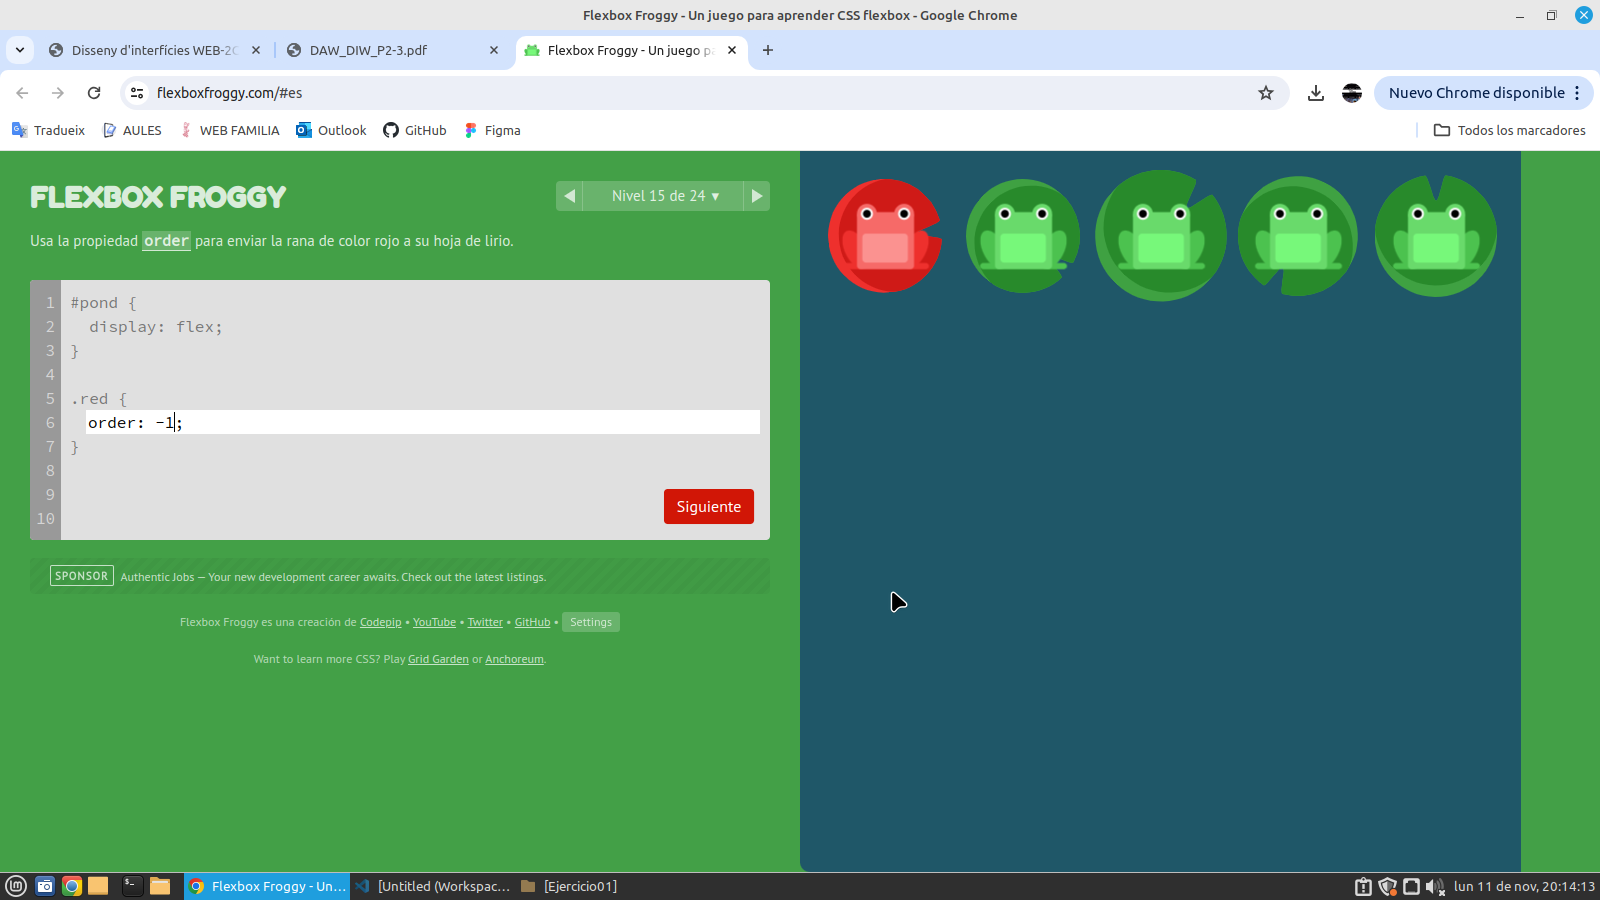 Flexbox Froggy - Un juego para aprender CSS flexbox - Google Chrome
Disseny d'interfícies WEB-2C
DAW_DIW_P2-3.pdf
Flexbox Froggy - Un juego p
flexboxfroggy.com/#es
Nuevo Chrome disponible
Tradueix
AULES
WEB FAMILIA
Outlook
GitHub
Figma
Todos los marcadores
FLEXBOX FROGGY
Nivel 15 de 24 ▾
Usa la propiedad order para enviar la rana de color rojo a su hoja de lirio.
1 #pond {
2 display: flex;
3 }
4
5 .red {
6 order: -1;
7 }
8
9
10
Siguiente
SPONSOR Authentic Jobs — Your new development career awaits. Check out the latest listings.
Flexbox Froggy es una creación de Codepip • YouTube • Twitter • GitHub • Settings
Want to learn more CSS? Play Grid Garden or Anchoreum.
Flexbox Froggy - Un...
[Untitled (Workspac...
[Ejercicio01]
lun 11 de nov, 20:14:13